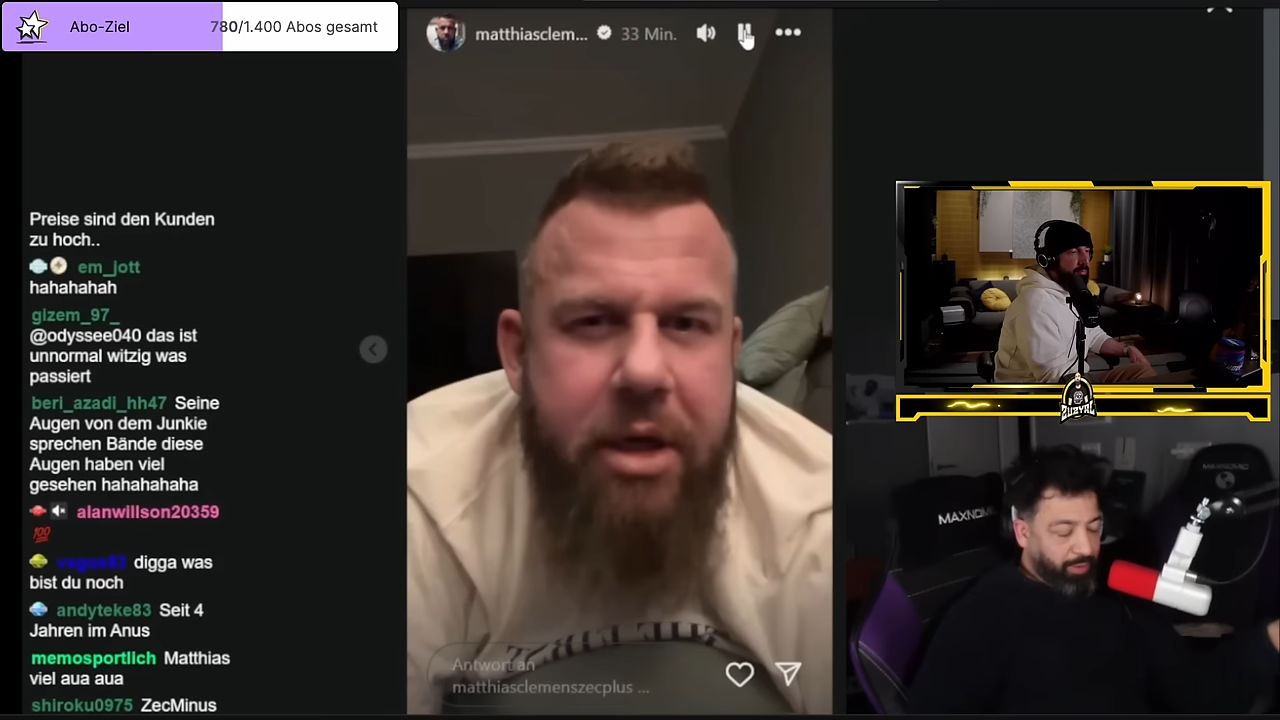 Abo-Ziel
780/1.400 Abos gesamt
matthiasclem...
33 Min.
Preise sind den Kunden
zu hoch..
em_jott
hahahahah
gizem_97_
@odyssee040 das ist
unnormal witzig was
passiert
beri_azadi_hh47 Seine
Augen von dem Junkie
sprechen Bände diese
Augen haben viel
gesehen hahahahaha
alanwillson20359
💯
digga was
bist du noch
andyteke83 Seit 4
Jahren im Anus
memosportlich Matthias
viel aua aua
shiroku0975 ZecMinus
Antwort an
matthiasclemenszecplus ...
MAXNOMIC